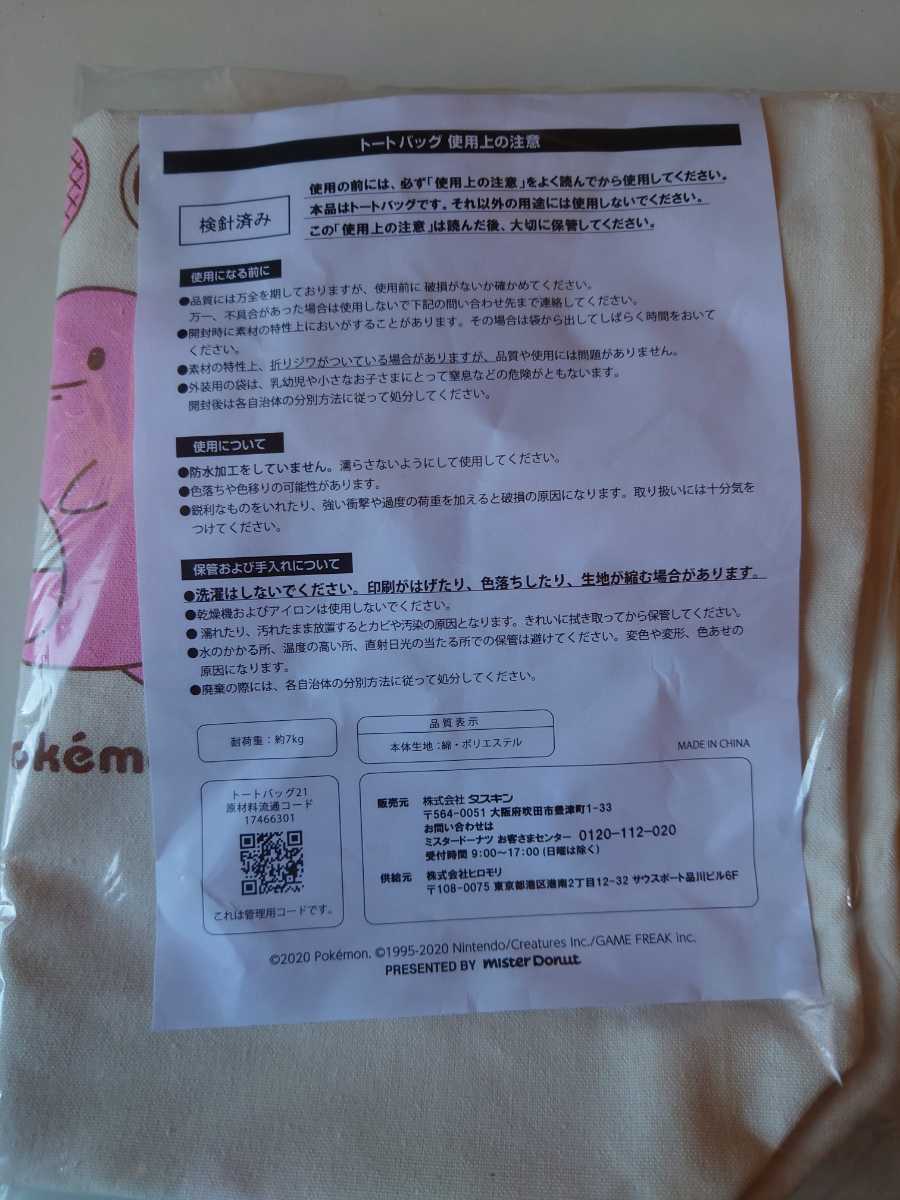 トートバッグ 使用上の注意
検針済み
使用の前には、必ず「使用上の注意」をよく読んでから使用してください。
本品はトートバッグです。それ以外の用途には使用しないでください。
この「使用上の注意」は読んだ後、大切に保管してください。
使用になる前に
●品質には万全を期しておりますが、使用前に 破損がないか確かめてください。
万一、不具合があった場合は使用しないで下記の問い合わせ先まで連絡してください。
●開封時に素材の特性上においがすることがあります。その場合は袋から出してしばらく時間をおいて
ください。
●素材の特性上、折りジワがついている場合がありますが、品質や使用には問題がありません。
●外装用の袋は、乳幼児や小さなお子さまにとって窒息などの危険がともないます。
開封後は各自治体の分別方法に従って処分してください。
使用について
●防水加工をしていません。濡らさないようにして使用してください。
●色落ちや色移りの可能性があります。
●鋭利なものをいれたり、強い衝撃や過度の荷重を加えると破損の原因になります。取り扱いには十分気を
つけてください。
保管および手入れについて
●洗濯はしないでください。印刷がはげたり、色落ちしたり、生地が縮む場合があります。
●乾燥機およびアイロンは使用しないでください。
●濡れたり、汚れたまま放置するとカビや汚染の原因となります。きれいに拭き取ってから保管してください。
●水のかかる所、温度の高い所、直射日光の当たる所での保管は避けてください。変色や変形、色あせの
原因になります。
●廃棄の際には、各自治体の分別方法に従って処分してください。
耐荷重：約7kg
品質表示
本体生地：綿・ポリエステル
MADE IN CHINA
トートバッグ21
原材料流通コード
17466301
これは管理用コードです。
販売元 株式会社 ダスキン
〒564-0051 大阪府吹田市豊津町1-33
お問い合わせは
ミスタードーナツ お客さまセンター 0120-112-020
受付時間 9:00〜17:00 (日曜は除く)
供給元 株式会社ヒロモリ
〒108-0075 東京都港区港南2丁目12-32 サウスポート品川ビル6F
©2020 Pokémon. ©1995-2020 Nintendo/Creatures Inc./GAME FREAK inc.
PRESENTED BY mister Donut
okém